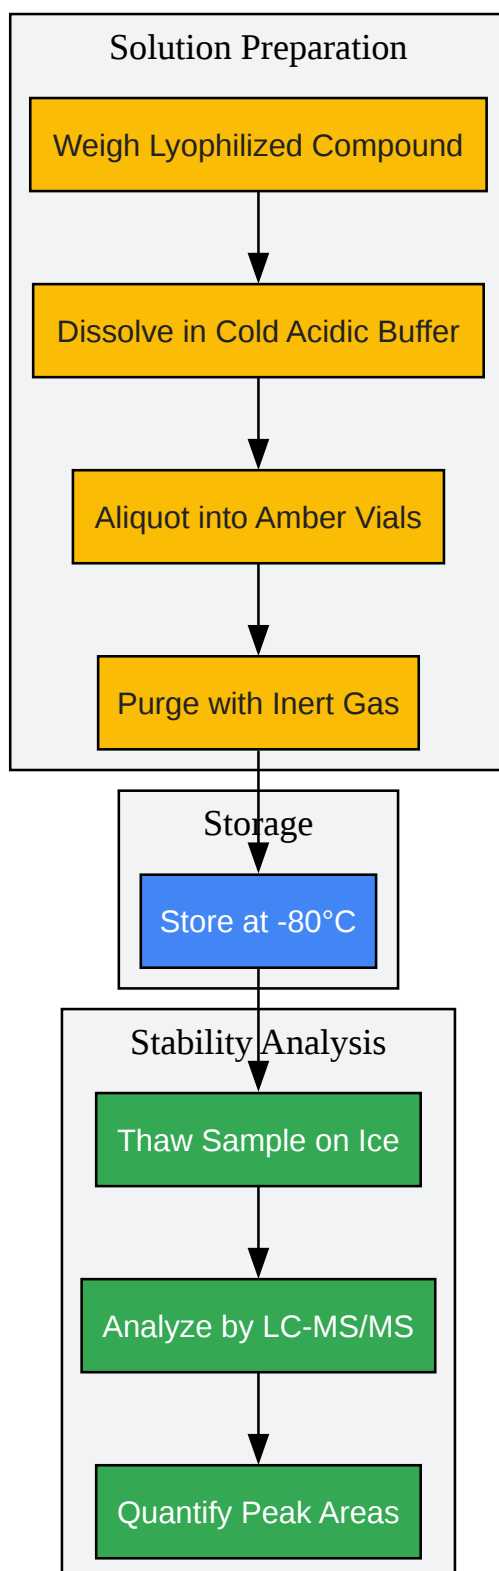 Solution Preparation
Weigh Lyophilized Compound
Dissolve in Cold Acidic Buffer
Aliquot into Amber Vials
Purge with Inert Gas
Storage
Store at -80°C
Stability Analysis
Thaw Sample on Ice
Analyze by LC-MS/MS
Quantify Peak Areas